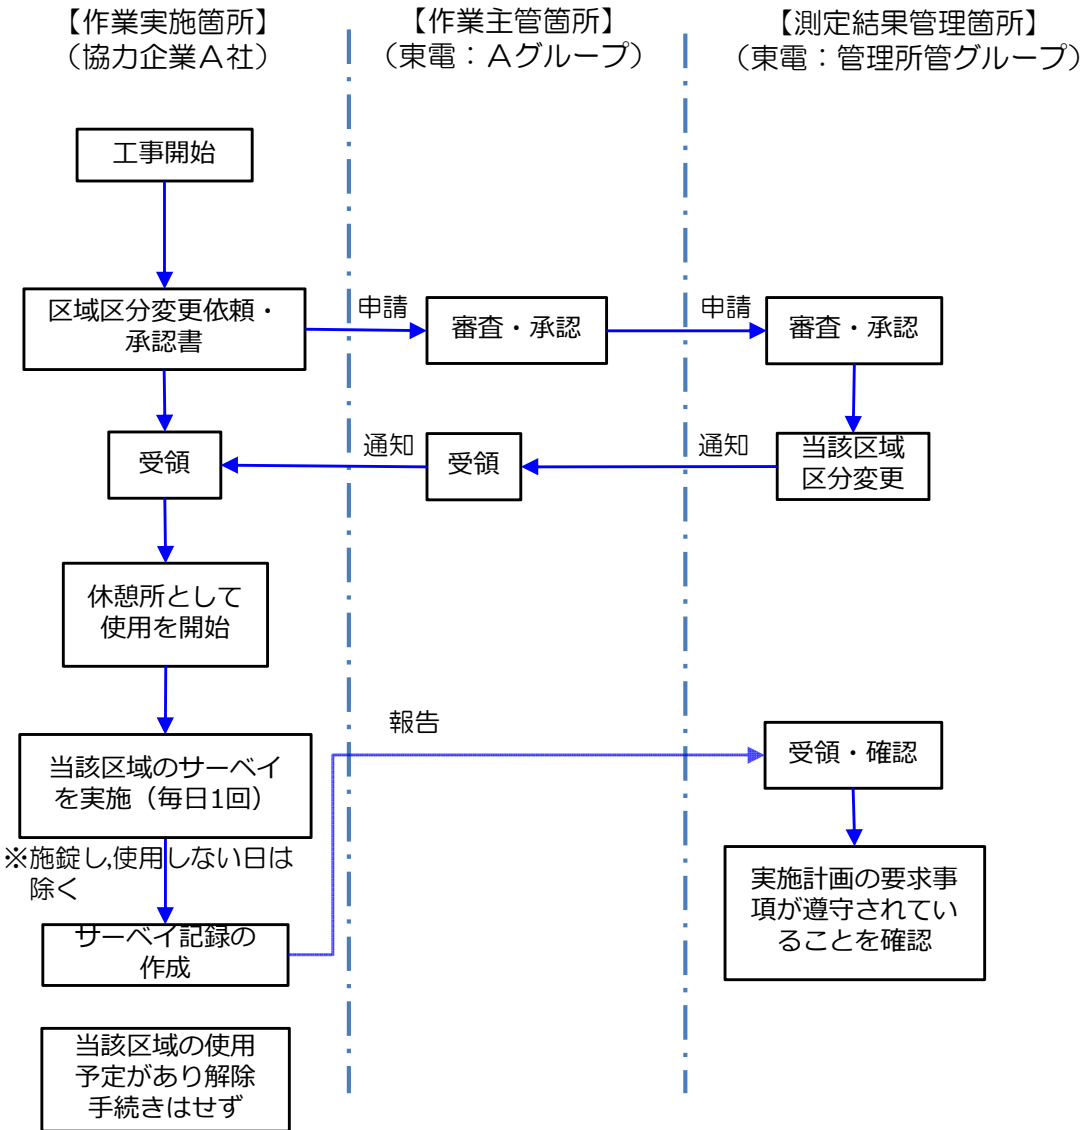 【作業実施箇所】
（協力企業A社）
【作業主管箇所】
（東電：Aグループ）
【測定結果管理箇所】
（東電：管理所管グループ）
工事開始
区域区分変更依頼・
承認書
申請
審査・承認
申請
審査・承認
受領
通知
受領
通知
当該区域
区分変更
休憩所として
使用を開始
当該区域のサーベイ
を実施（毎日1回）
報告
受領・確認
※施錠し,使用しない日は
除く
サーベイ記録の
作成
実施計画の要求事
項が遵守されてい
ることを確認
当該区域の使用
予定があり解除
手続きはせず